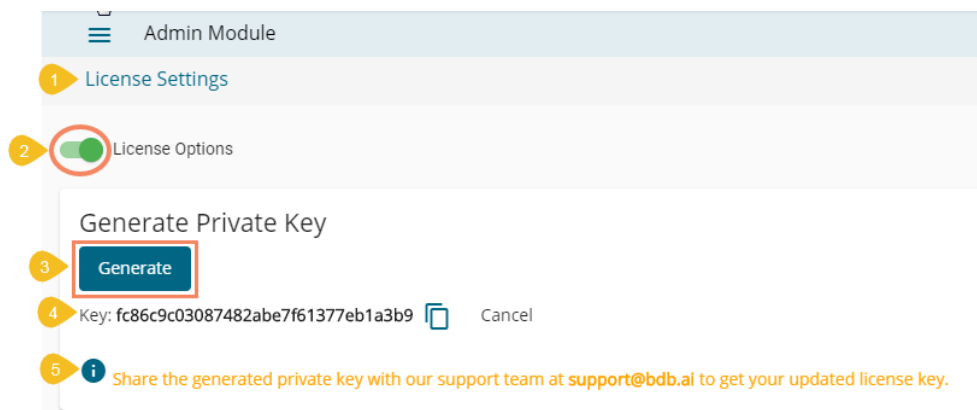 Admin Module
1 License Settings
2 License Options
Generate Private Key
3 Generate
4 Key: fc86c9c03087482abe7f61377eb1a3b9 Cancel
5 i Share the generated private key with our support team at support@bdb.ai to get your updated license key.